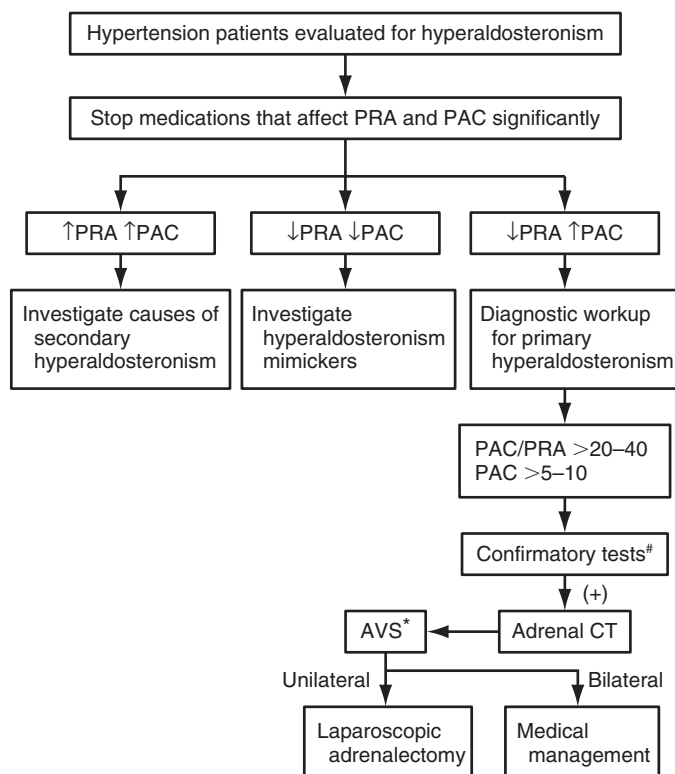 Hypertension patients evaluated for hyperaldosteronism
Stop medications that affect PRA and PAC significantly
↑PRA ↑PAC
↓PRA ↓PAC
↓PRA ↑PAC
Investigate causes of
secondary
hyperaldosteronism
Investigate
hyperaldosteronism
mimickers
Diagnostic workup
for primary
hyperaldosteronism
PAC/PRA >20–40
PAC >5–10
Confirmatory tests#
(+)
AVS*
Adrenal CT
Unilateral
Bilateral
Laparoscopic
adrenalectomy
Medical
management